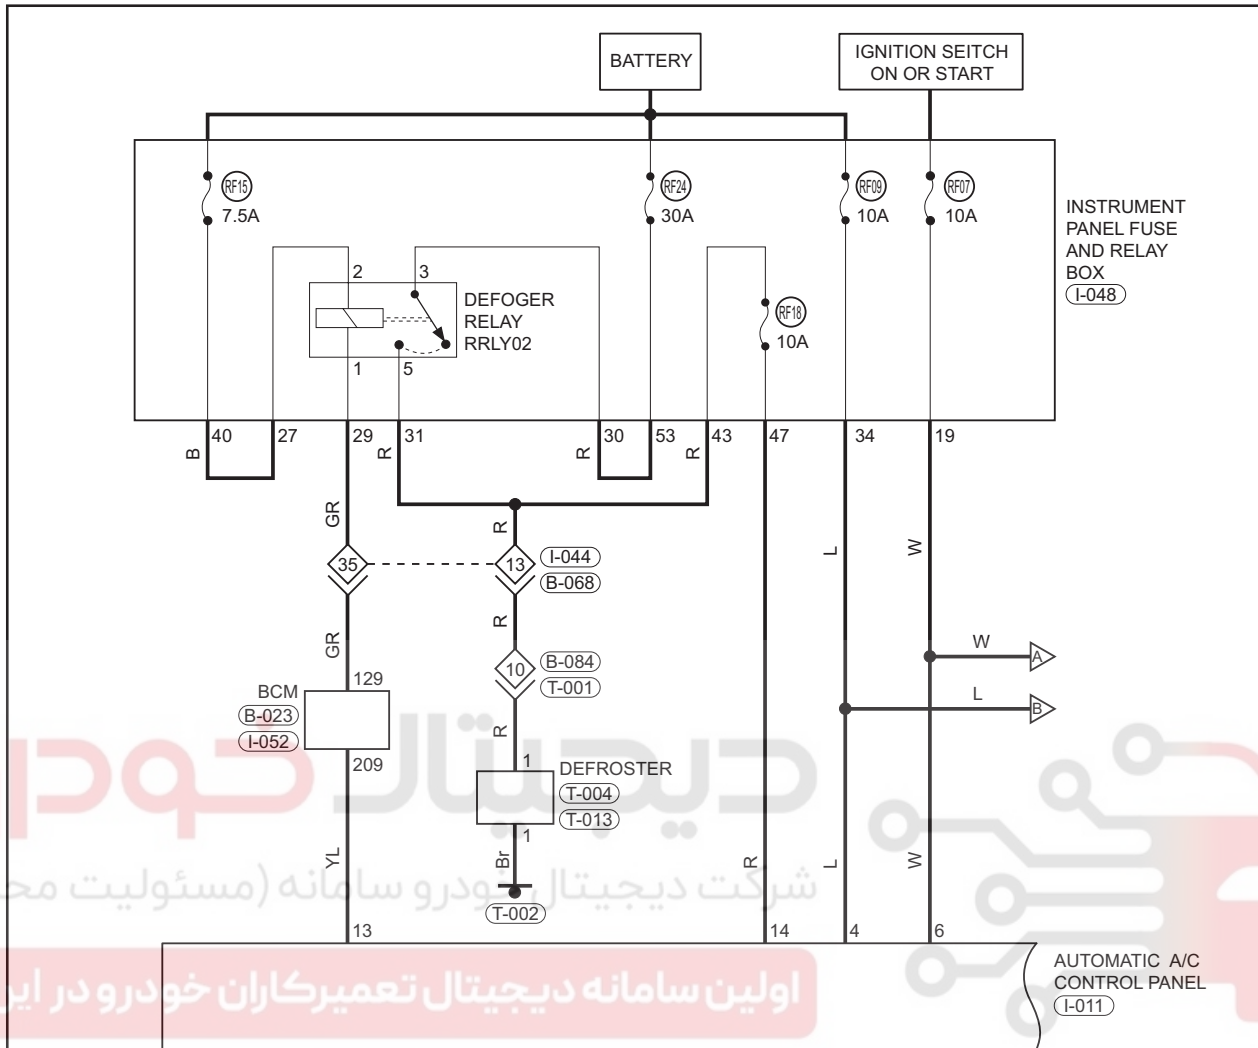 BATTERY
IGNITION SEITCH
ON OR START
RF15
7.5A
RF24
30A
RF09
10A
RF07
10A
INSTRUMENT
PANEL FUSE
AND RELAY
BOX
I-048
2
3
DEFOGER
RELAY
RRLY02
1
5
RF18
10A
40
27
29
31
30
53
43
47
34
19
B
R
R
R
GR
R
L
W
35
13
I-044
B-068
GR
R
10
B-084
T-001
W
A
L
B
BCM
B-023
I-052
129
209
R
1
DEFROSTER
T-004
T-013
1
دیجیتال خودرو
YL
Br
R
L
W
شرکت دیجیتال خودرو سامانه (مسئولیت
T-002
13
14
4
6
AUTOMATIC A/C
CONTROL PANEL
I-011
اولین سامانه دیجیتال تعمیرکاران خودرو در